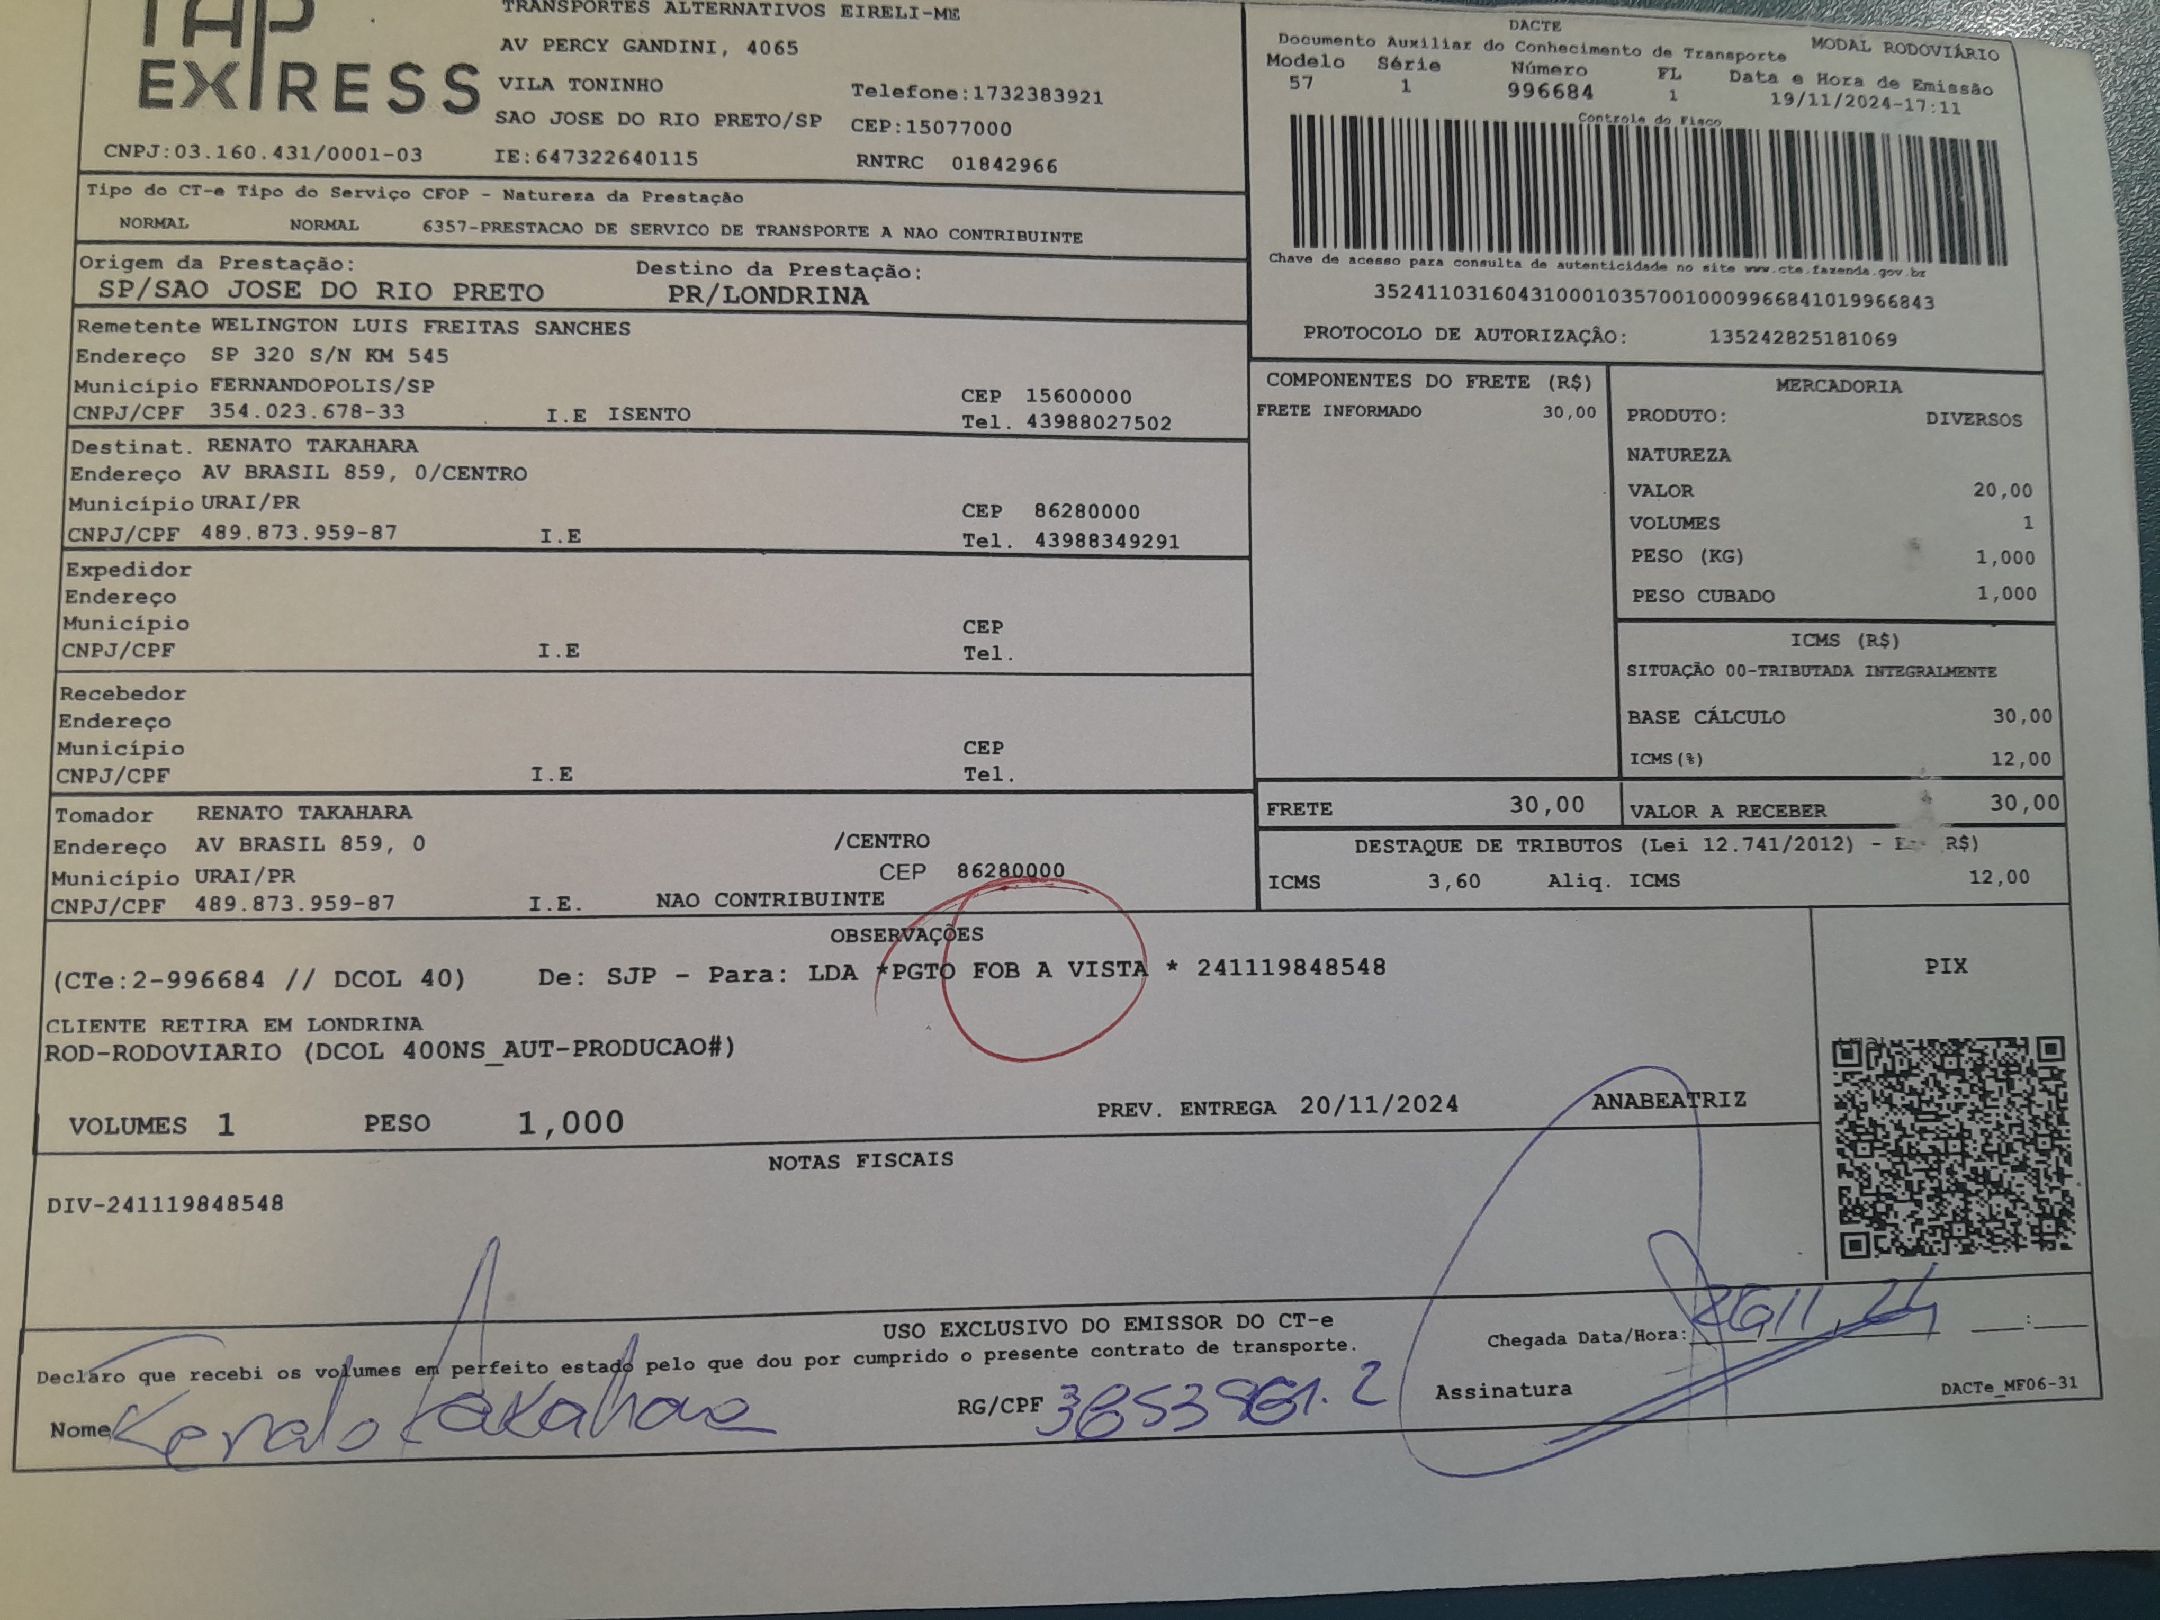 TAP
EXPRESS
TRANSPORTES ALTERNATIVOS EIRELI-ME
AV PERCY GANDINI, 4065
VILA TONINHO
Telefone:1732383921
SAO JOSE DO RIO PRETO/SP CEP:15077000
CNPJ:03.160.431/0001-03 IE:647322640115 RNTRC 01842966
DACTE
Documento Auxiliar do Conhecimento de Transporte MODAL RODOVIÁRIO
Modelo Série Número FL Data e Hora de Emissão
57 1 996684 1 19/11/2024-17:11
Controle do Fisco
Chave de acesso para consulta de autenticidade no site www.cte.fazenda.gov.br
35241103160431000103570010009966841019966843
PROTOCOLO DE AUTORIZAÇÃO: 135242825181069
Tipo do CT-e Tipo do Serviço CFOP - Natureza da Prestação
NORMAL NORMAL 6357-PRESTACAO DE SERVICO DE TRANSPORTE A NAO CONTRIBUINTE
Origem da Prestação: Destino da Prestação:
SP/SAO JOSE DO RIO PRETO PR/LONDRINA
Remetente WELINGTON LUIS FREITAS SANCHES
Endereço SP 320 S/N KM 545
Município FERNANDOPOLIS/SP CEP 15600000
CNPJ/CPF 354.023.678-33 I.E ISENTO Tel. 43988027502
Destinat. RENATO TAKAHARA
Endereço AV BRASIL 859, 0/CENTRO
Município URAI/PR CEP 86280000
CNPJ/CPF 489.873.959-87 I.E Tel. 43988349291
Expedidor
Endereço
Município CEP
CNPJ/CPF I.E Tel.
Recebedor
Endereço
Município CEP
CNPJ/CPF I.E Tel.
Tomador RENATO TAKAHARA
Endereço AV BRASIL 859, 0 /CENTRO
Município URAI/PR CEP 86280000
CNPJ/CPF 489.873.959-87 I.E. NAO CONTRIBUINTE
COMPONENTES DO FRETE (R$)
FRETE INFORMADO 30,00
MERCADORIA
PRODUTO: DIVERSOS
NATUREZA
VALOR 20,00
VOLUMES 1
PESO (KG) 1,000
PESO CUBADO 1,000
ICMS (R$)
SITUAÇÃO 00-TRIBUTADA INTEGRALMENTE
BASE CÁLCULO 30,00
ICMS(%) 12,00
FRETE 30,00 VALOR A RECEBER 30,00
DESTAQUE DE TRIBUTOS (Lei 12.741/2012) - R$)
ICMS 3,60 Aliq. ICMS 12,00
OBSERVAÇÕES
(CTe:2-996684 // DCOL 40) De: SJP - Para: LDA *PGTO FOB A VISTA * 241119848548
CLIENTE RETIRA EM LONDRINA
ROD-RODOVIARIO (DCOL 400NS_AUT-PRODUCAO#)
VOLUMES 1 PESO 1,000 PREV. ENTREGA 20/11/2024 ANABEATRIZ
PIX
NOTAS FISCAIS
DIV-241119848548
USO EXCLUSIVO DO EMISSOR DO CT-e
Declaro que recebi os volumes em perfeito estado pelo que dou por cumprido o presente contrato de transporte.
Chegada Data/Hora: ___:___
Nome Renato Takahara RG/CPF Assinatura
DACTe_MF06-31